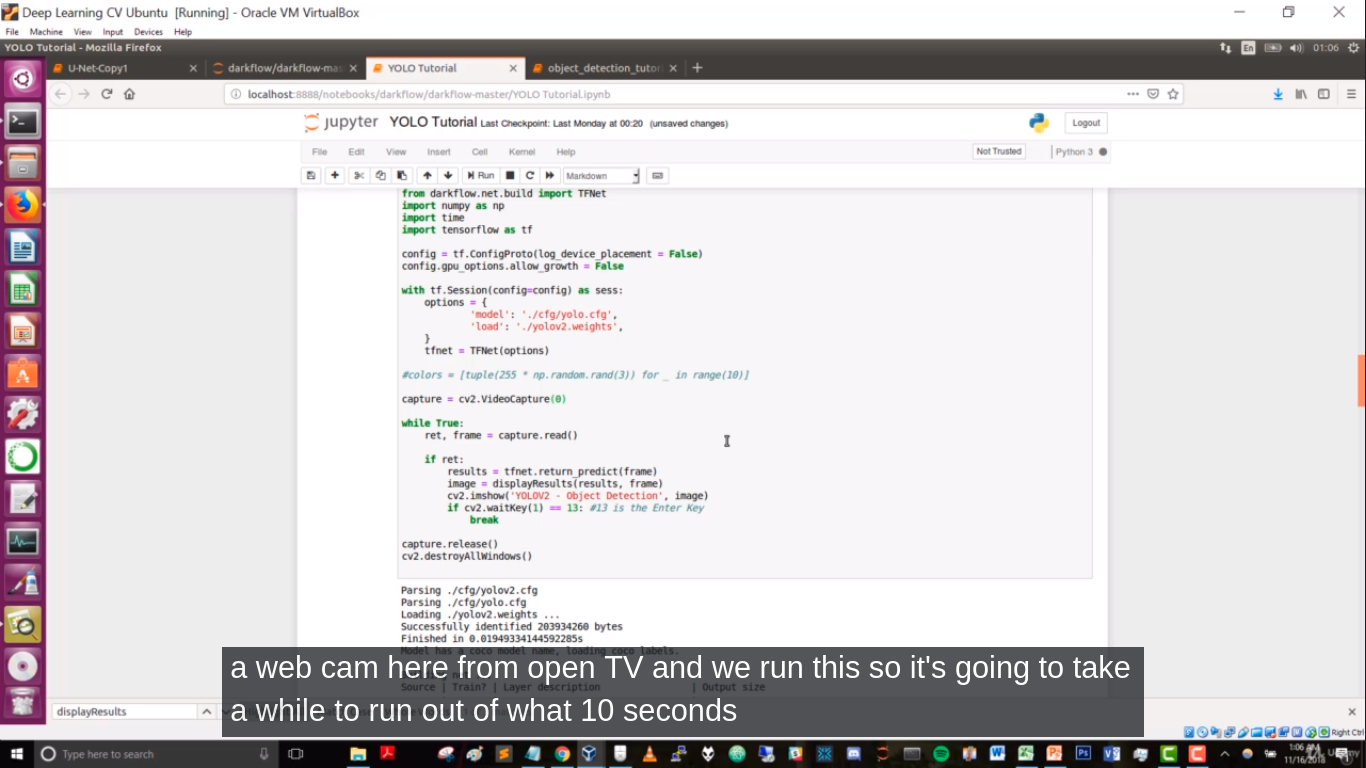 Deep Learning CV Ubuntu [Running] - Oracle VM VirtualBox
File Machine View Input Devices Help
YOLO Tutorial - Mozilla Firefox
En
01:06
U-Net-Copy1
darkflow/darkflow-mas
YOLO Tutorial
object_detection_tutori
localhost:8888/notebooks/darkflow/darkflow-master/YOLO Tutorial.ipynb
jupyter YOLO Tutorial Last Checkpoint: Last Monday at 00:20 (unsaved changes)
Logout
File Edit View Insert Cell Kernel Help
Not Trusted
Python 3
Run
Markdown
from darkflow.net.build import TFNet
import numpy as np
import time
import tensorflow as tf
config = tf.ConfigProto(log_device_placement = False)
config.gpu_options.allow_growth = False
with tf.Session(config=config) as sess:
options = {
'model': './cfg/yolo.cfg',
'load': './yolov2.weights',
}
tfnet = TFNet(options)
#colors = [tuple(255 * np.random.rand(3)) for _ in range(10)]
capture = cv2.VideoCapture(0)
while True:
ret, frame = capture.read()
if ret:
results = tfnet.return_predict(frame)
image = displayResults(results, frame)
cv2.imshow('YOLOV2 - Object Detection', image)
if cv2.waitKey(1) == 13: #13 is the Enter Key
break
capture.release()
cv2.destroyAllWindows()
Parsing ./cfg/yolov2.cfg
Parsing ./cfg/yolo.cfg
Loading ./yolov2.weights ...
Successfully identified 203934260 bytes
Finished in 0.01949334144592285s
Model has a coco model name, loading coco labels.
Source | Train? | Layer description | Output size
a web cam here from open TV and we run this so it's going to take
a while to run out of what 10 seconds
displayResults
Right Ctrl
Type here to search
1:06 AM
11/16/2018